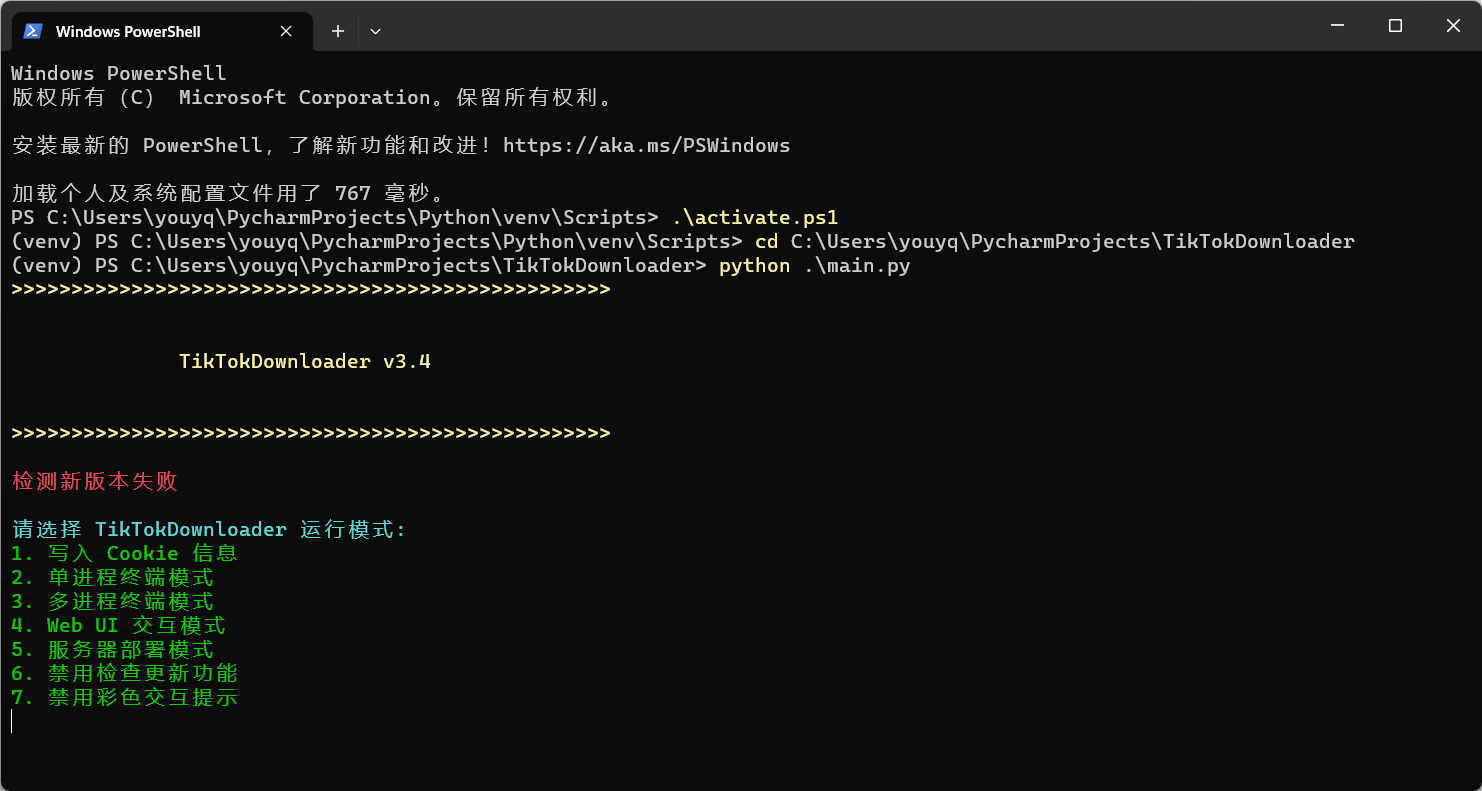 Windows PowerShell
Windows PowerShell
版权所有（C） Microsoft Corporation。保留所有权利。
安装最新的 PowerShell，了解新功能和改进！https://aka.ms/PSWindows
加载个人及系统配置文件用了 767 毫秒。
PS C:\Users\youyq\PycharmProjects\Python\venv\Scripts> .\activate.ps1
(venv) PS C:\Users\youyq\PycharmProjects\Python\venv\Scripts> cd C:\Users\youyq\PycharmProjects\TikTokDownloader
(venv) PS C:\Users\youyq\PycharmProjects\TikTokDownloader> python .\main.py
>>>>>>>>>>>>>>>>>>>>>>>>>>>>>>>>>>>>>>>>>>>>>>>>>>
TikTokDownloader v3.4
>>>>>>>>>>>>>>>>>>>>>>>>>>>>>>>>>>>>>>>>>>>>>>>>>>
检测新版本失败
请选择 TikTokDownloader 运行模式:
1. 写入 Cookie 信息
2. 单进程终端模式
3. 多进程终端模式
4. Web UI 交互模式
5. 服务器部署模式
6. 禁用检查更新功能
7. 禁用彩色交互提示